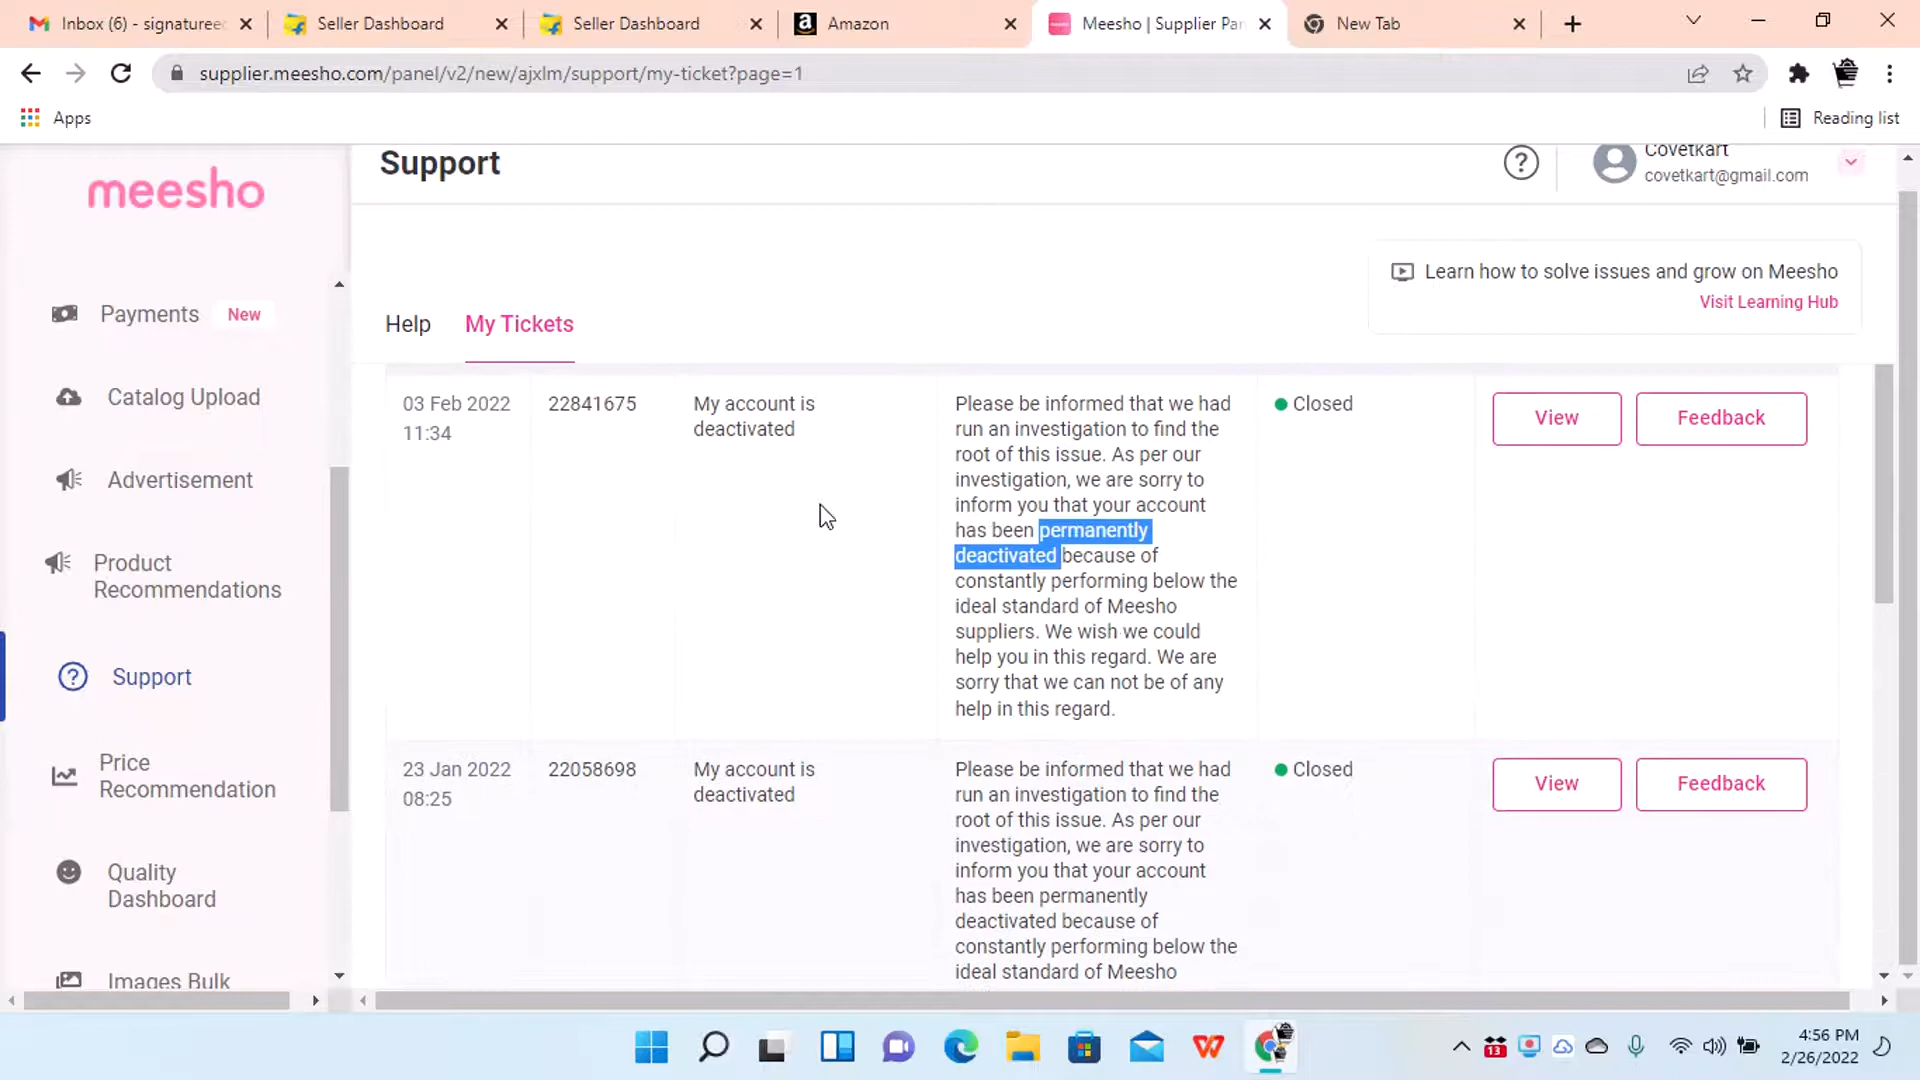 Inbox (6) - signatureec
Seller Dashboard
Seller Dashboard
Amazon
Meesho | Supplier Par
New Tab
supplier.meesho.com/panel/v2/new/ajxlm/support/my-ticket?page=1
Apps
Reading list
meesho
Support
Covetkart
covetkart@gmail.com
Learn how to solve issues and grow on Meesho
Visit Learning Hub
Payments New
Catalog Upload
Advertisement
Product
Recommendations
Support
Price
Recommendation
Quality
Dashboard
Images Bulk
Help
My Tickets
03 Feb 2022
11:34
22841675
My account is
deactivated
Please be informed that we had
run an investigation to find the
root of this issue. As per our
investigation, we are sorry to
inform you that your account
has been permanently
deactivated because of
constantly performing below the
ideal standard of Meesho
suppliers. We wish we could
help you in this regard. We are
sorry that we can not be of any
help in this regard.
Closed
View
Feedback
23 Jan 2022
08:25
22058698
My account is
deactivated
Please be informed that we had
run an investigation to find the
root of this issue. As per our
investigation, we are sorry to
inform you that your account
has been permanently
deactivated because of
constantly performing below the
ideal standard of Meesho
Closed
View
Feedback
13
4:56 PM
2/26/2022